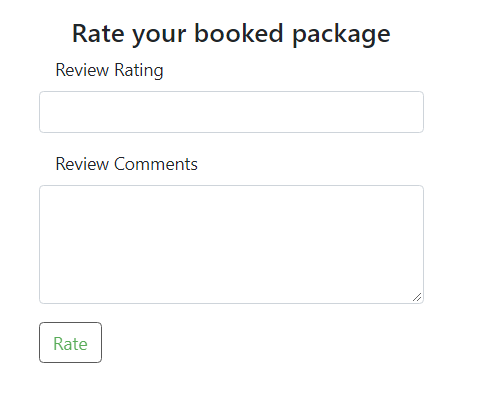 Rate your booked package
Review Rating
Review Comments
Rate